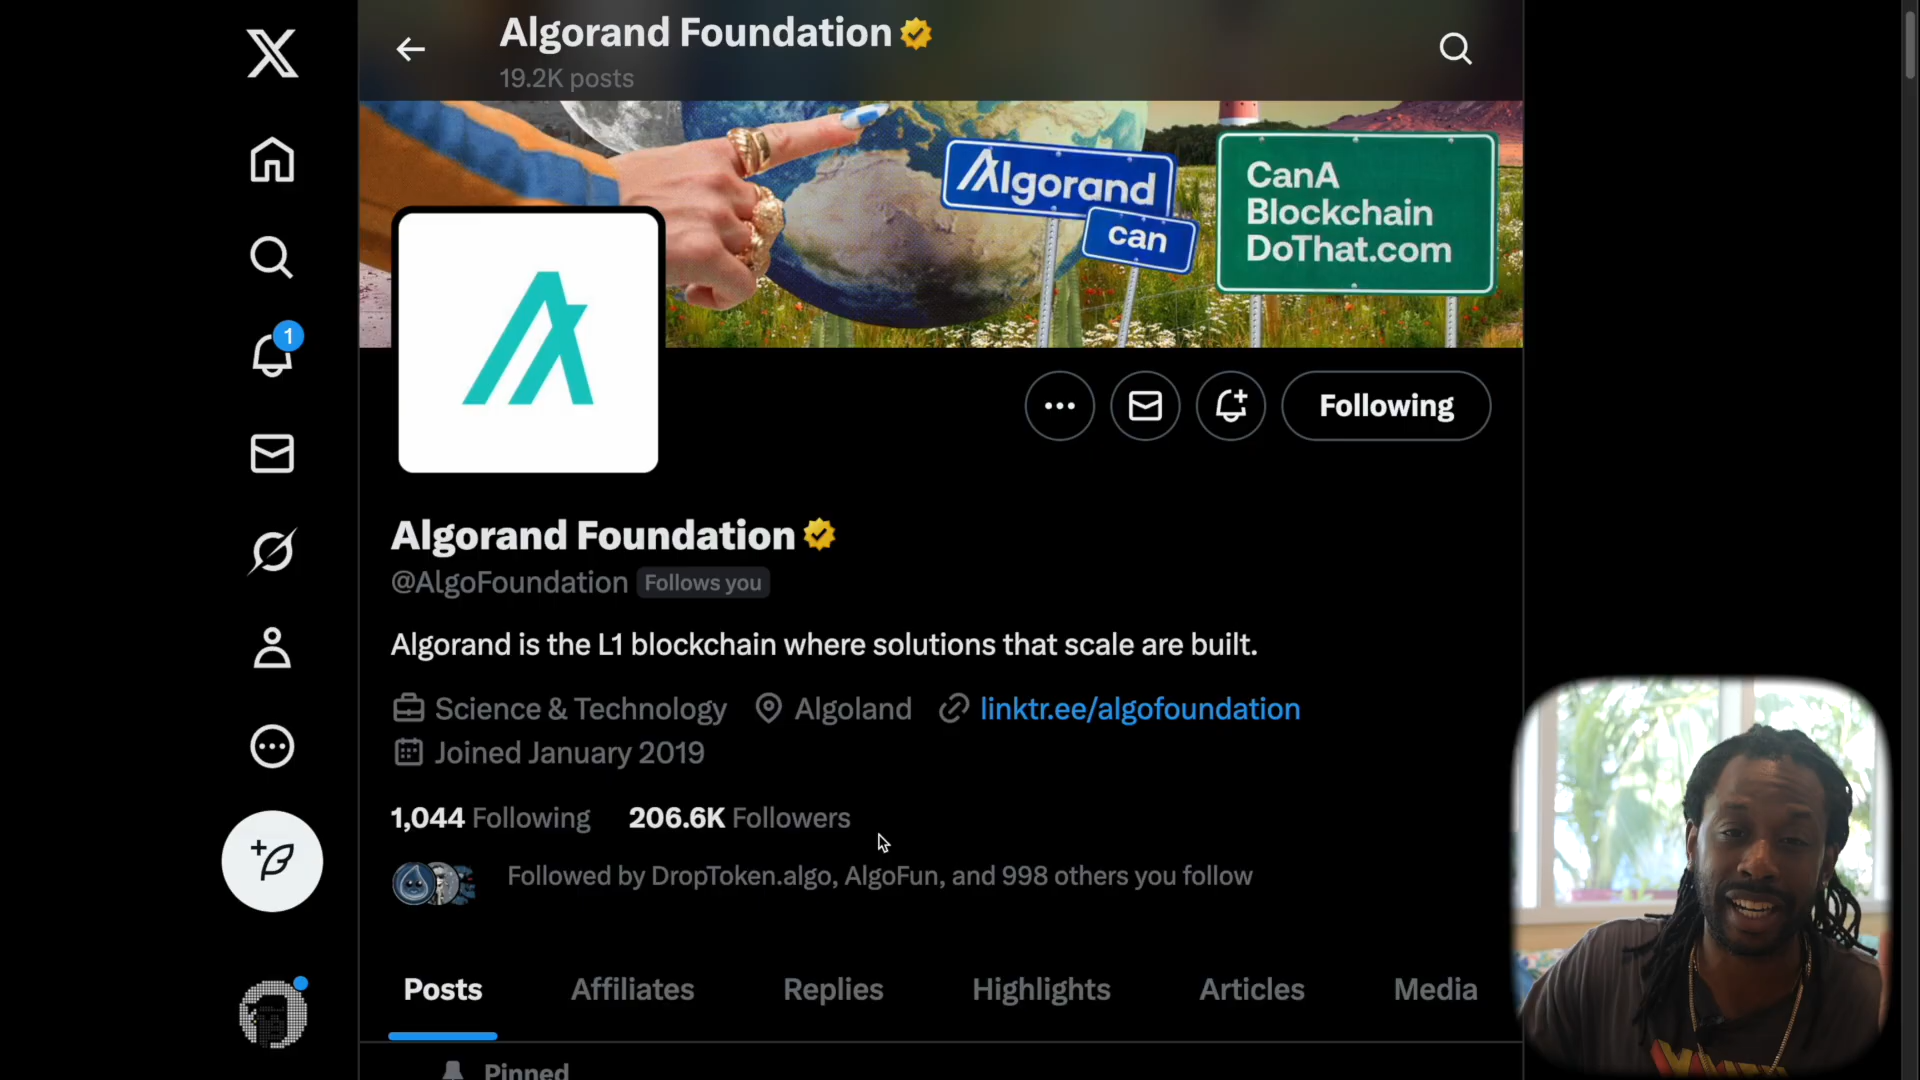 Algorand Foundation
19.2K posts
Algorand
can
CanA
Blockchain
DoThat.com
1
Following
Algorand Foundation
@AlgoFoundation Follows you
Algorand is the L1 blockchain where solutions that scale are built.
Science & Technology Algoland linktr.ee/algofoundation
Joined January 2019
1,044 Following 206.6K Followers
Followed by DropToken.algo, AlgoFun, and 998 others you follow
Posts Affiliates Replies Highlights Articles Media
Pinned